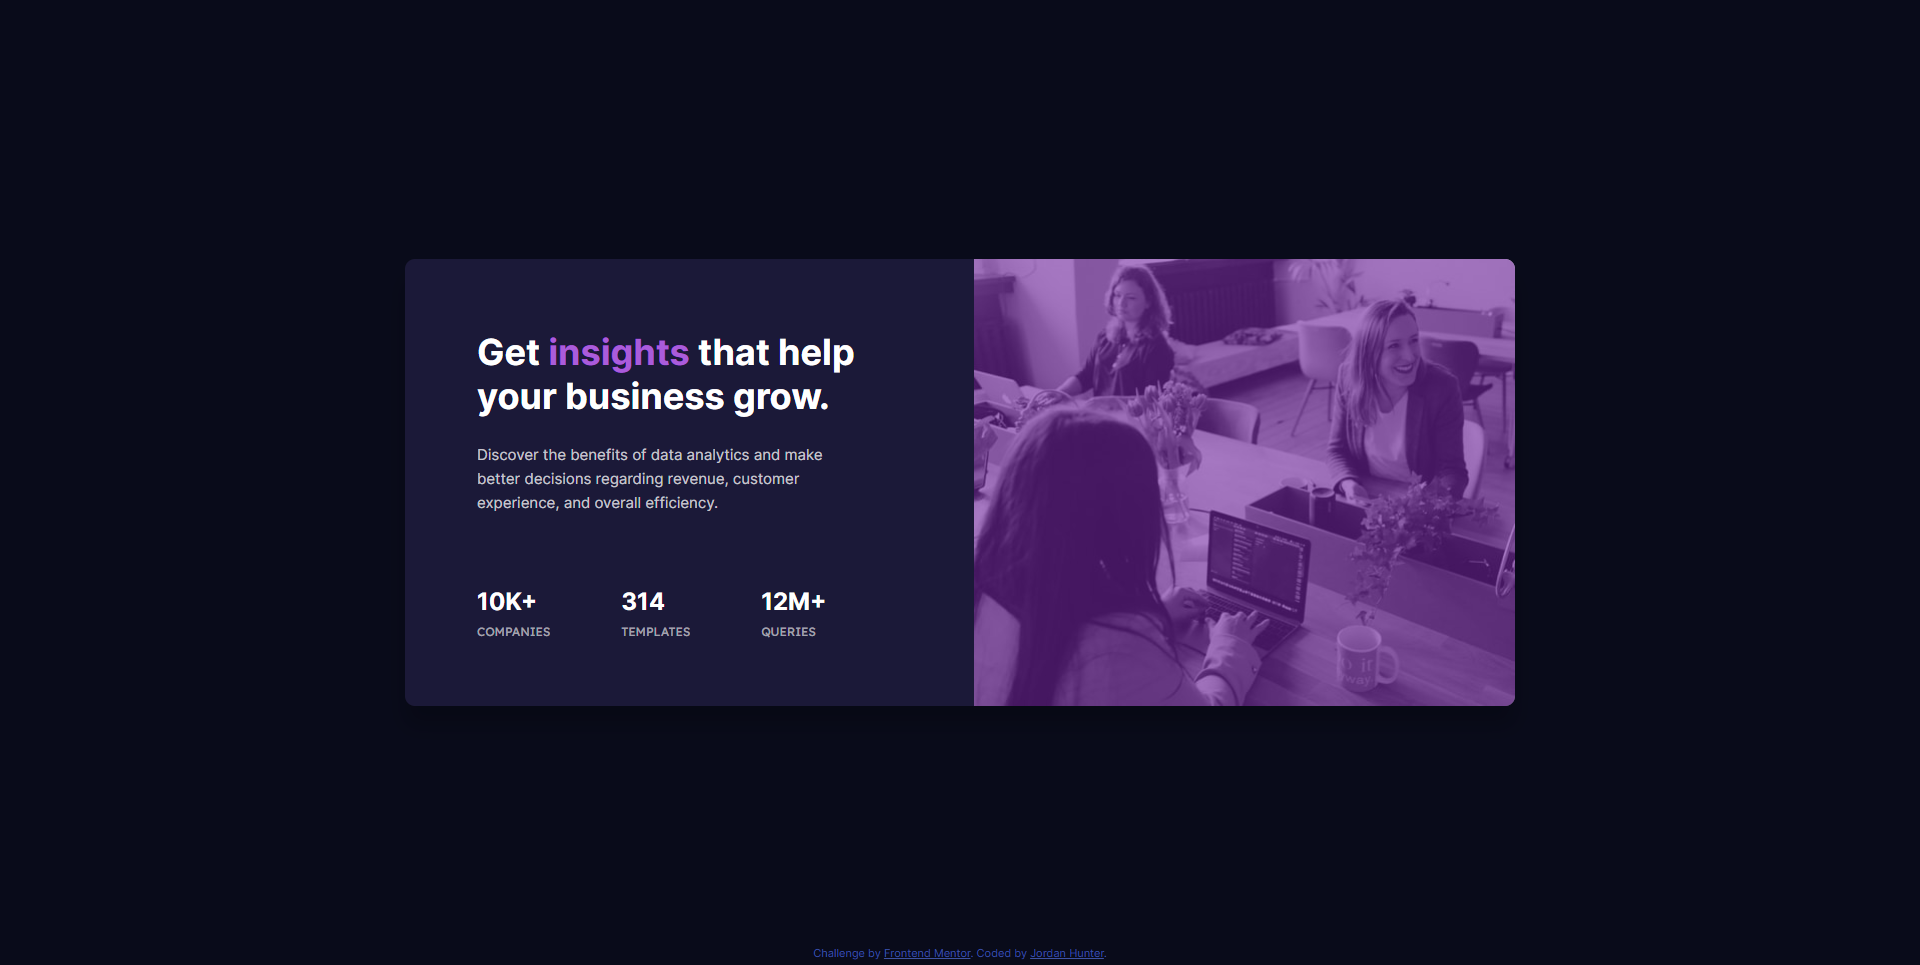 Get insights that help
your business grow.
Discover the benefits of data analytics and make
better decisions regarding revenue, customer
experience, and overall efficiency.
10K+ 314 12M+
COMPANIES TEMPLATES QUERIES
it
way
Challenge by Frontend Mentor. Coded by Jordan Hunter.